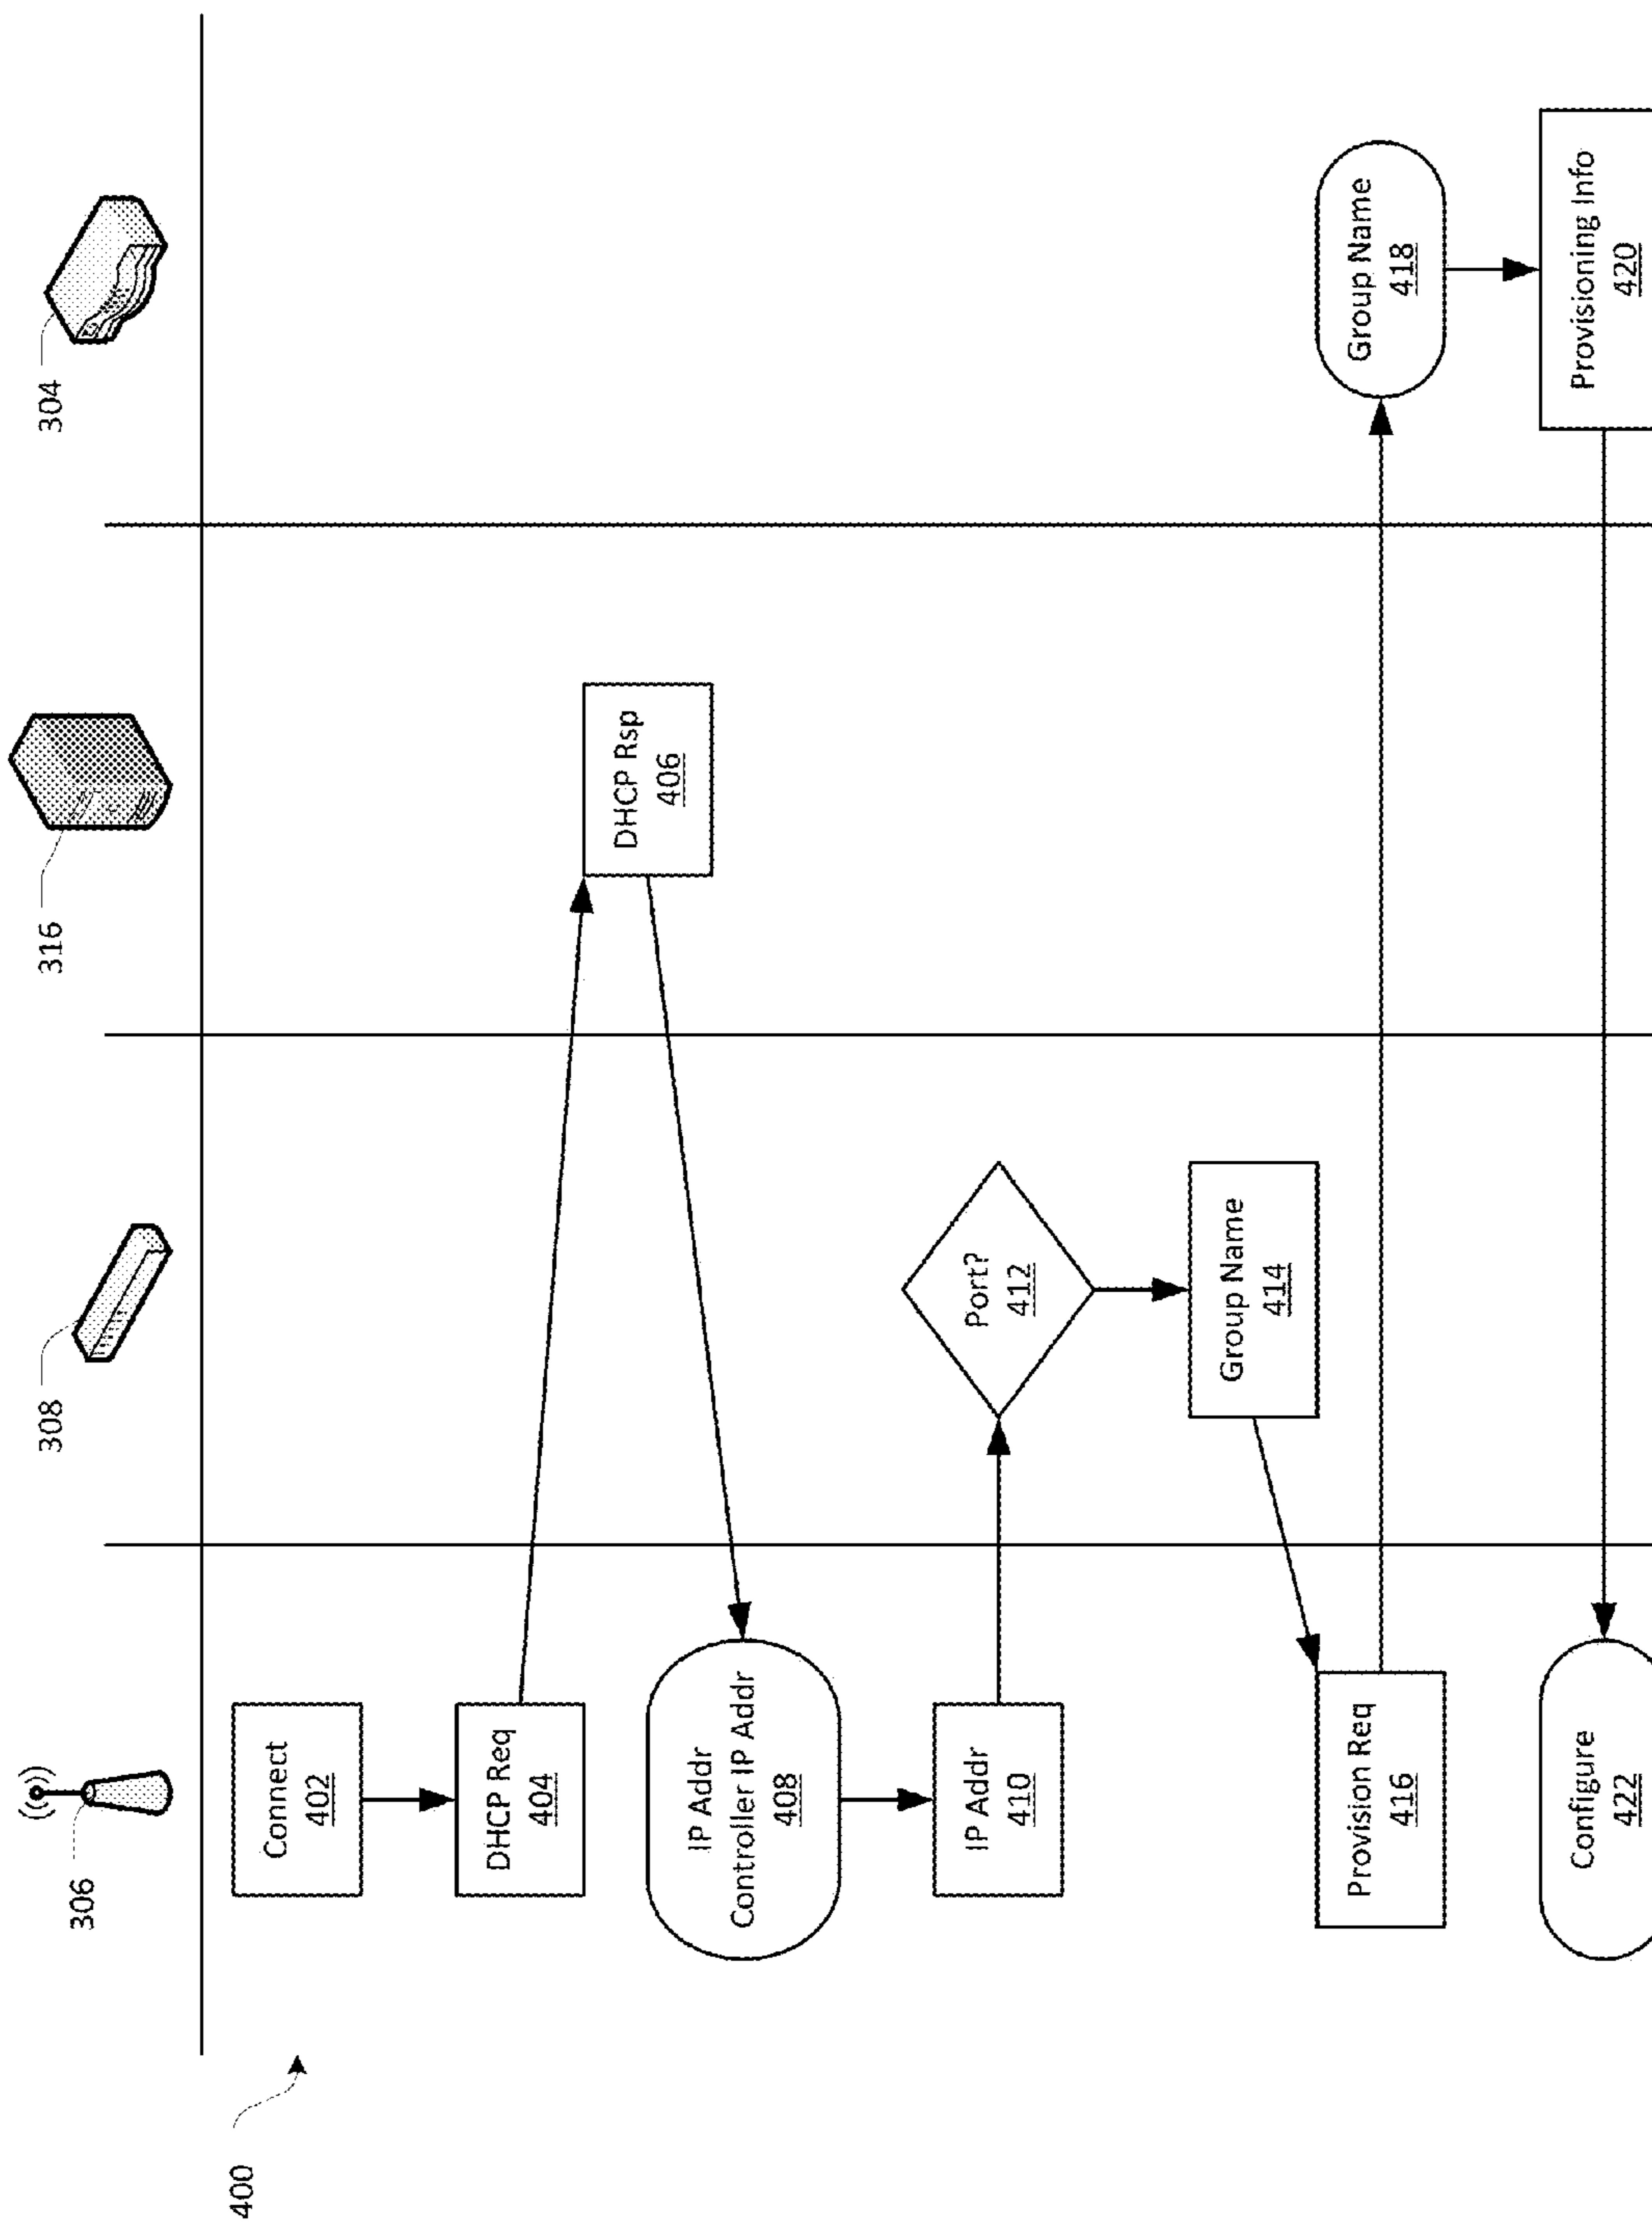 400
306
308
316
304
Connect
402
DHCP Req
404
DHCP Rsp
406
IP Addr
Controller IP Addr
408
IP Addr
410
Port?
412
Group Name
414
Provision Req
416
Group Name
418
Provisioning Info
420
Configure
422